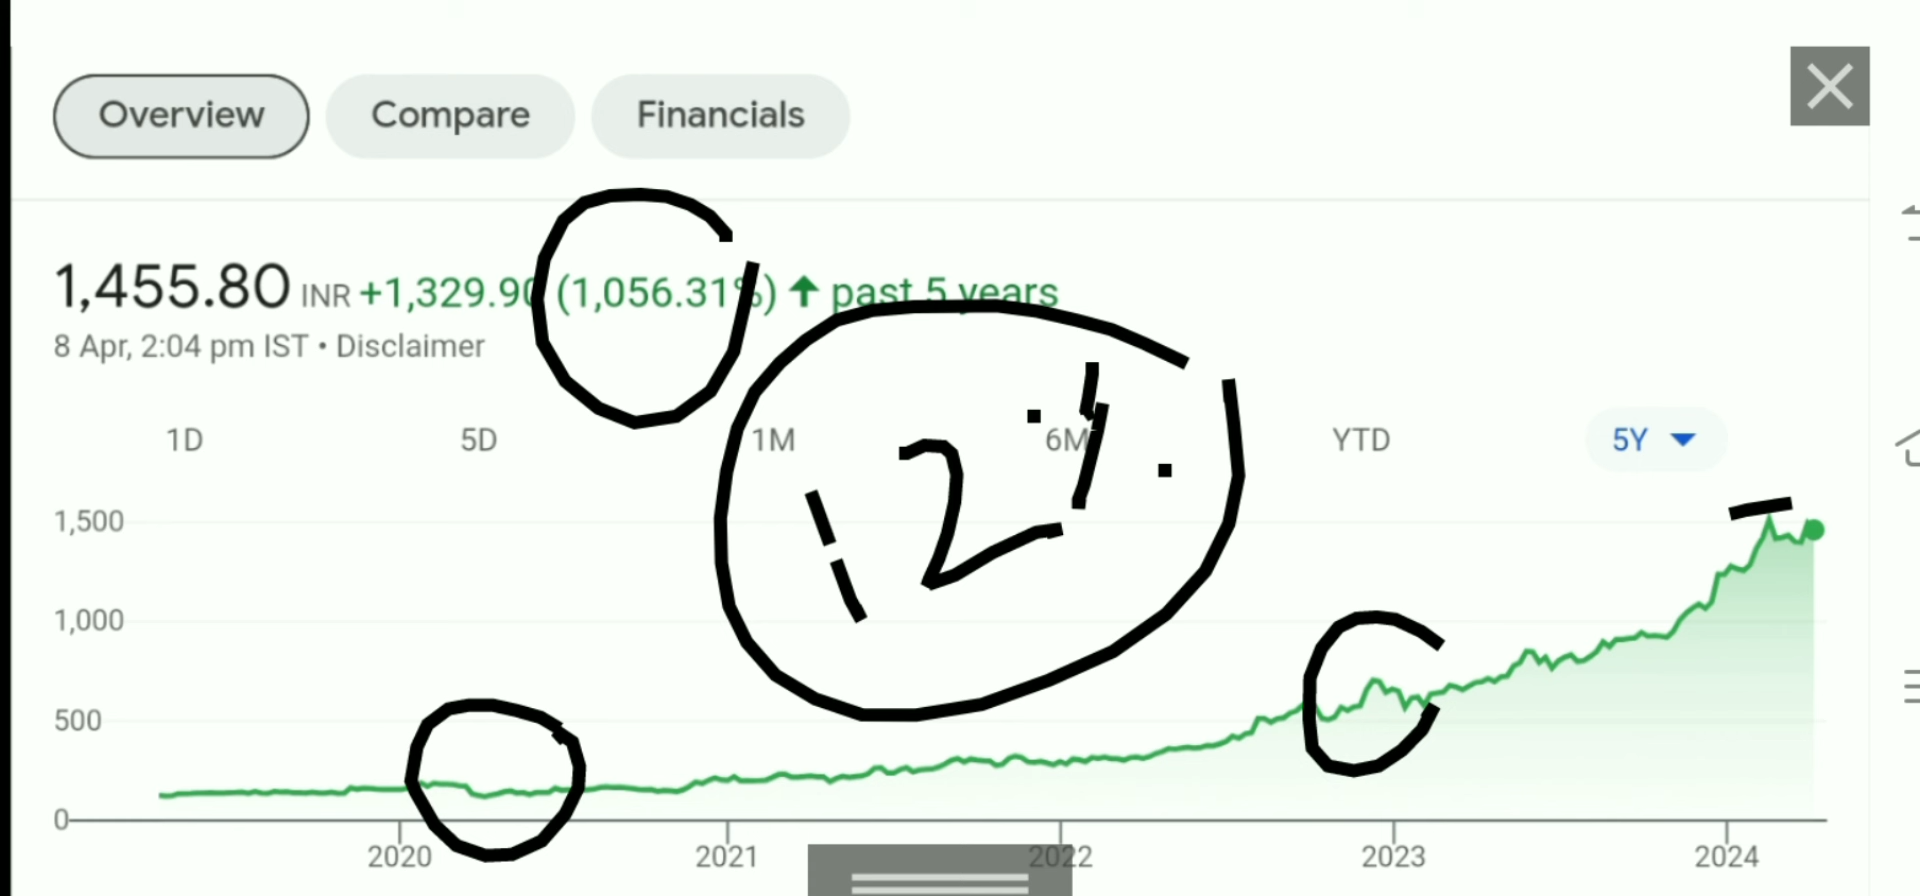 Overview Compare Financials
1,455.80 INR +1,329.90 (1,056.31%) ↑ past 5 years
8 Apr, 2:04 pm IST • Disclaimer
1D 5D 1M 6M YTD 5Y
12%
1,500
1,000
500
0
2020 2021 2022 2023 2024